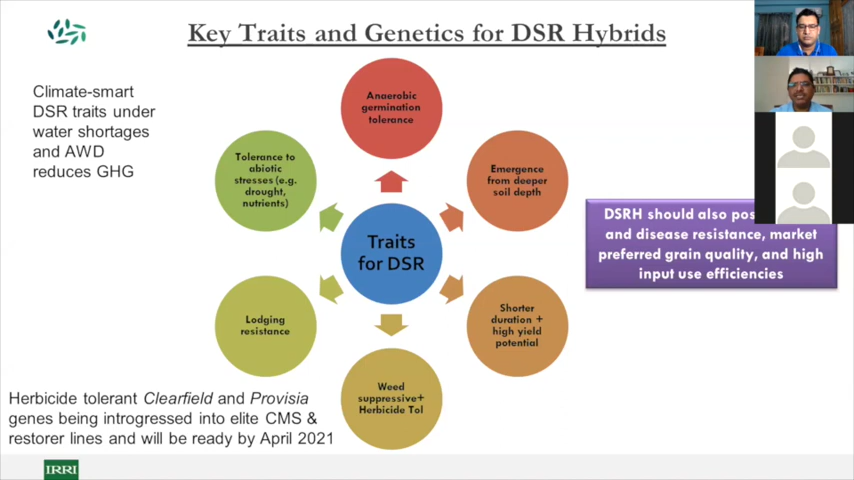 Key Traits and Genetics for DSR Hybrids
Climate-smart
DSR traits under
water shortages
and AWD
reduces GHG
Anaerobic
germination
tolerance
Tolerance to
abiotic
stresses (e.g.
drought,
nutrients)
Emergence
from deeper
soil depth
Traits
for DSR
DSRH should also
and disease resistance, market
preferred grain quality, and high
input use efficiencies
Lodging
resistance
Shorter
duration +
high yield
potential
Weed
suppressive+
Herbicide Tol
Herbicide tolerant Clearfield and Provisia
genes being introgressed into elite CMS &
restorer lines and will be ready by April 2021
IRRI